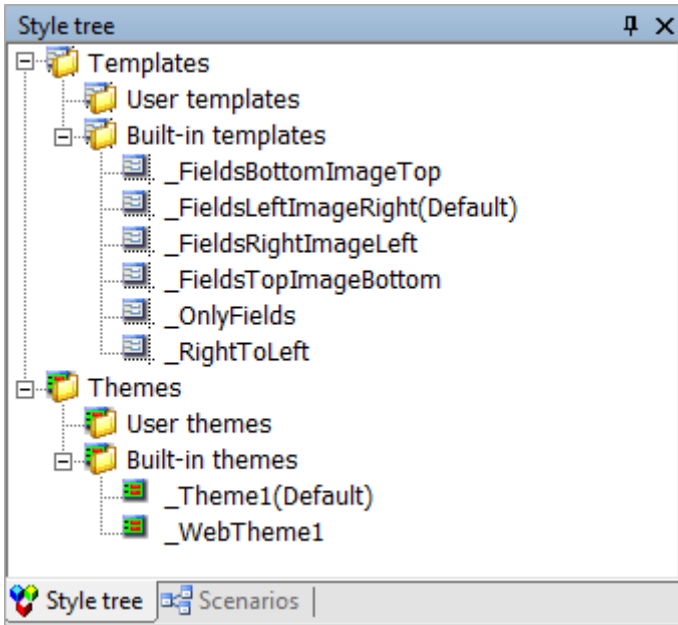 Style tree
Templates
User templates
Built-in templates
_FieldsBottomImageTop
_FieldsLeftImageRight(Default)
_FieldsRightImageLeft
_FieldsTopImageBottom
_OnlyFields
_RightToLeft
Themes
User themes
Built-in themes
_Theme1(Default)
_WebTheme1
Style tree Scenarios